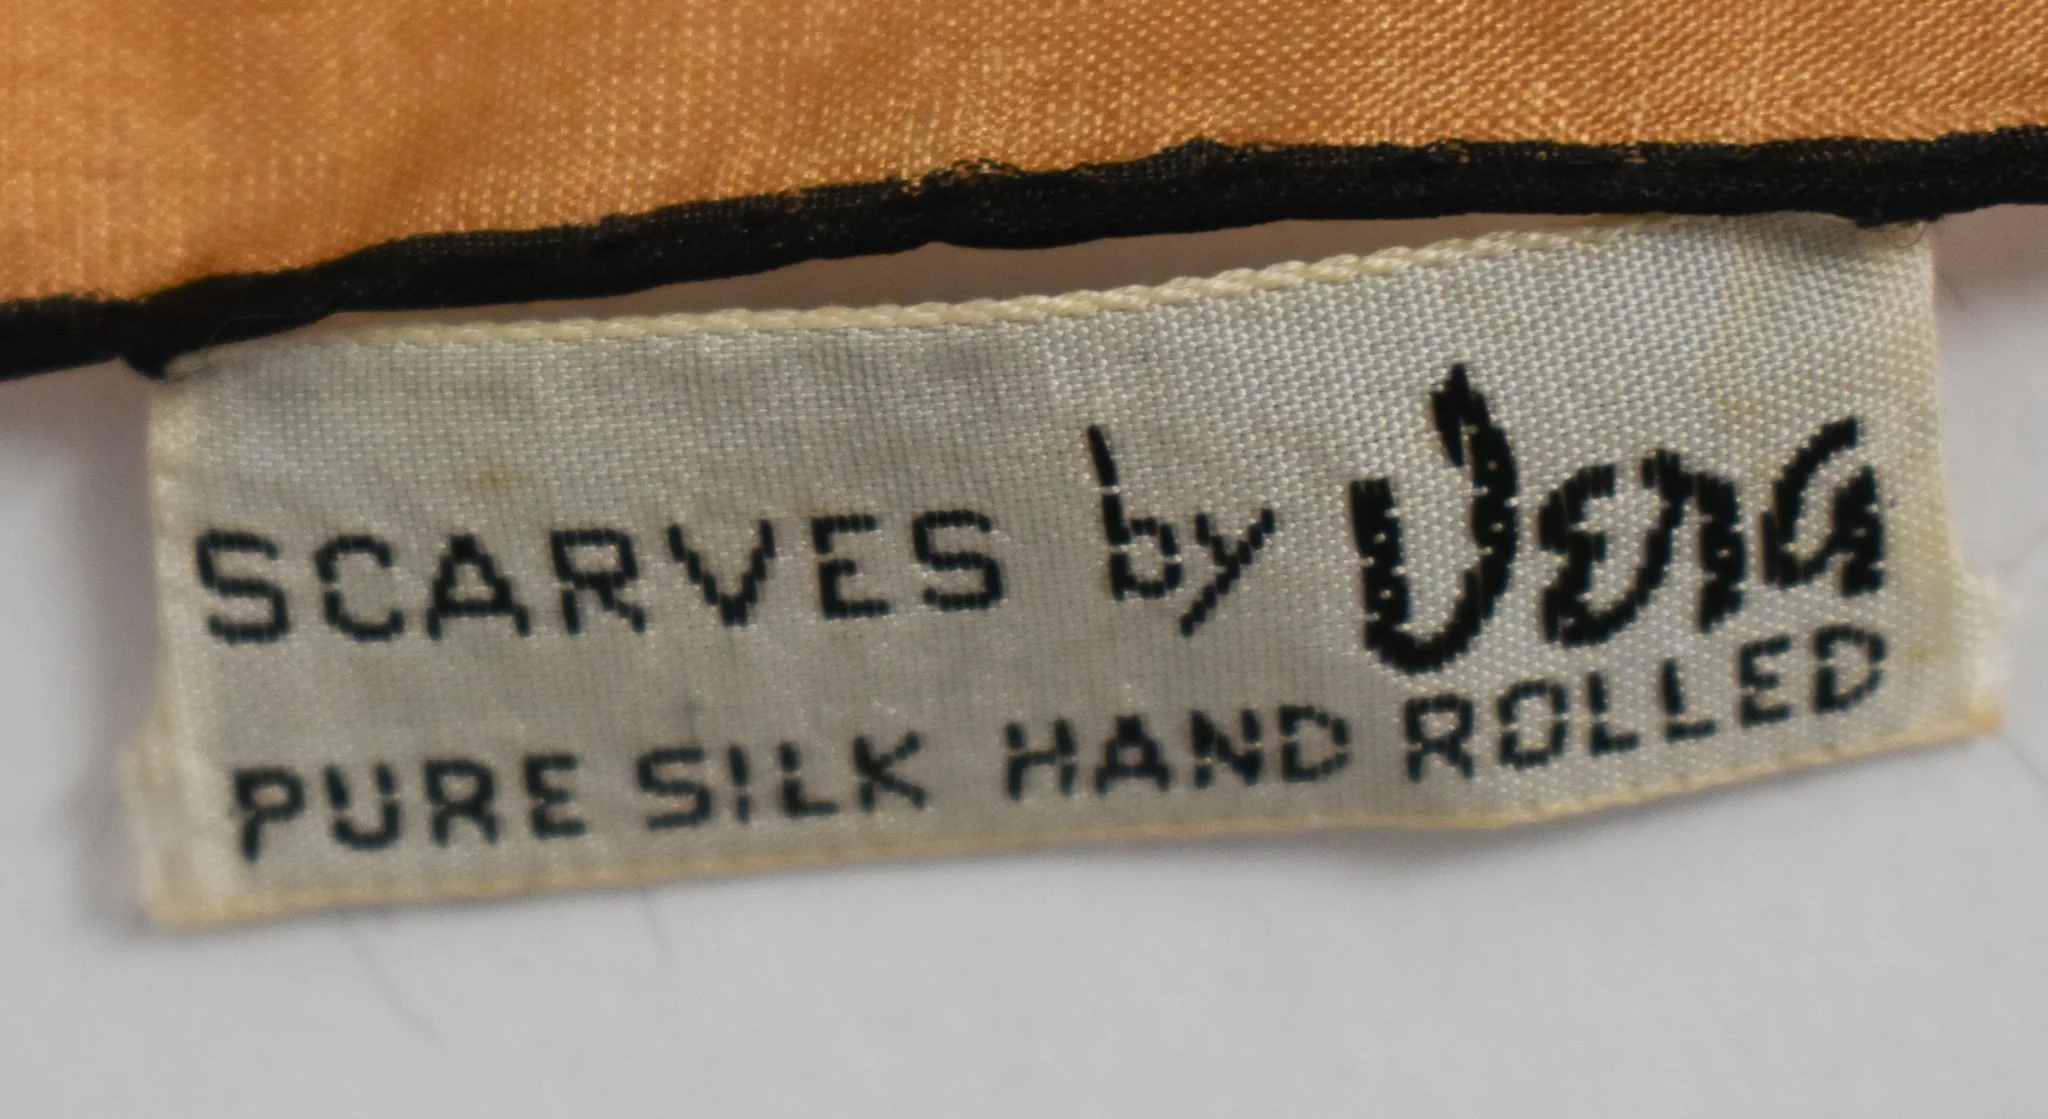 SCARVES by Vera
PURE SILK HAND ROLLED